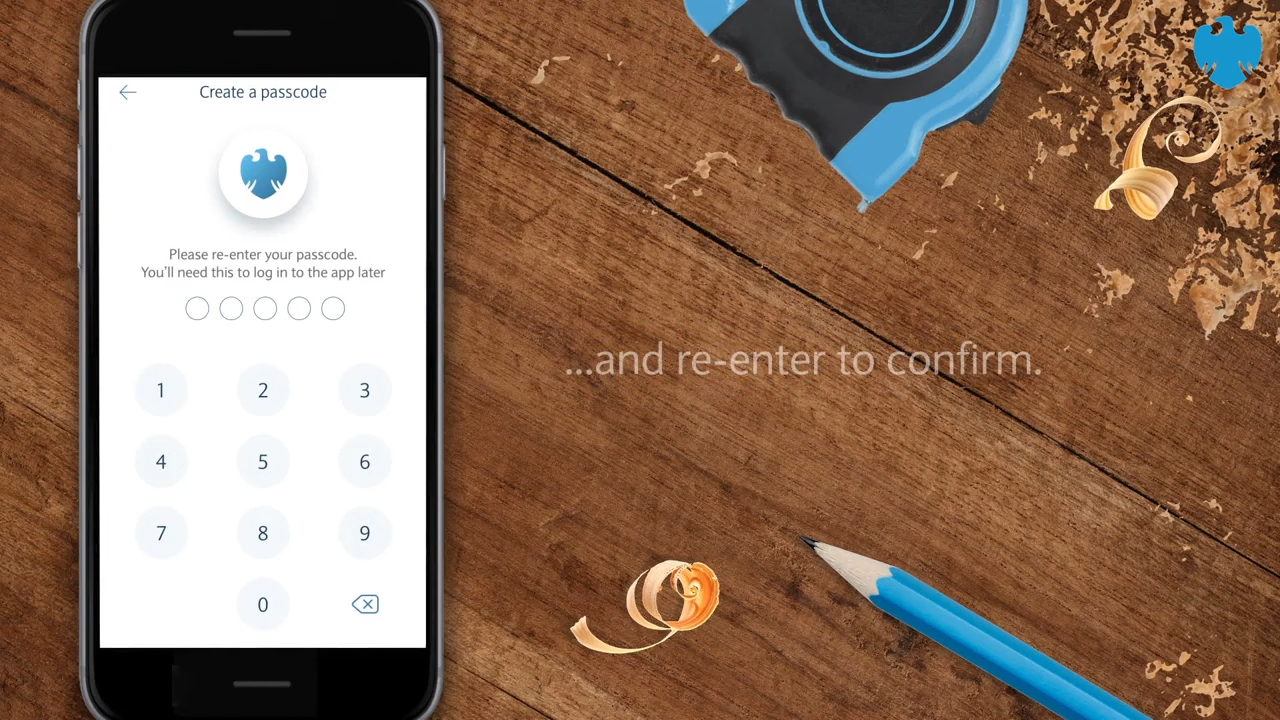 Create a passcode
Please re-enter your passcode.
You'll need this to log in to the app later
1 2 3
4 5 6
7 8 9
0
...and re-enter to confirm.